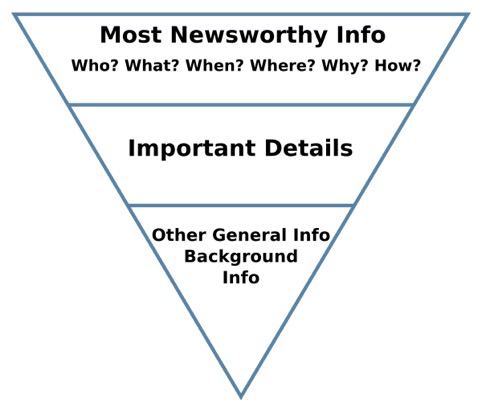 Most Newsworthy Info
Who? What? When? Where? Why? How?
Important Details
Other General Info
Background
Info